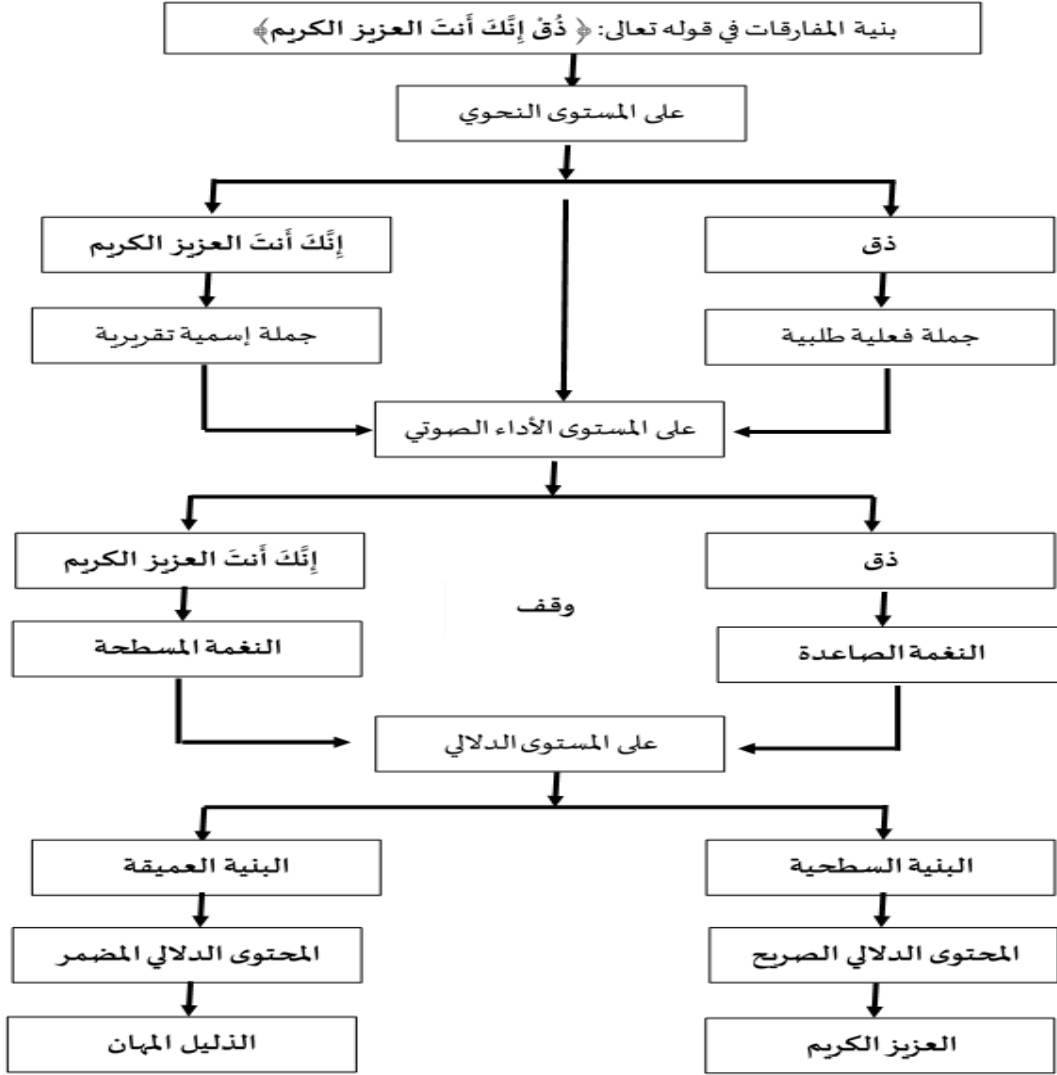 بنية المفارقات في قوله تعالى: ﴿ ذُقْ إِنَّكَ أَنتَ العزيز الكريم﴾
على المستوى النحوي
ذق
إِنَّكَ أَنتَ العزيز الكريم
جملة فعلية طلبية
جملة إسمية تقريرية
على المستوى الأداء الصوتي
ذق
إِنَّكَ أَنتَ العزيز الكريم
وقف
النغمة الصاعدة
النغمة المسطحة
على المستوى الدلالي
البنية السطحية
البنية العميقة
المحتوى الدلالي الصريح
المحتوى الدلالي المضمر
العزيز الكريم
الذليل المهان